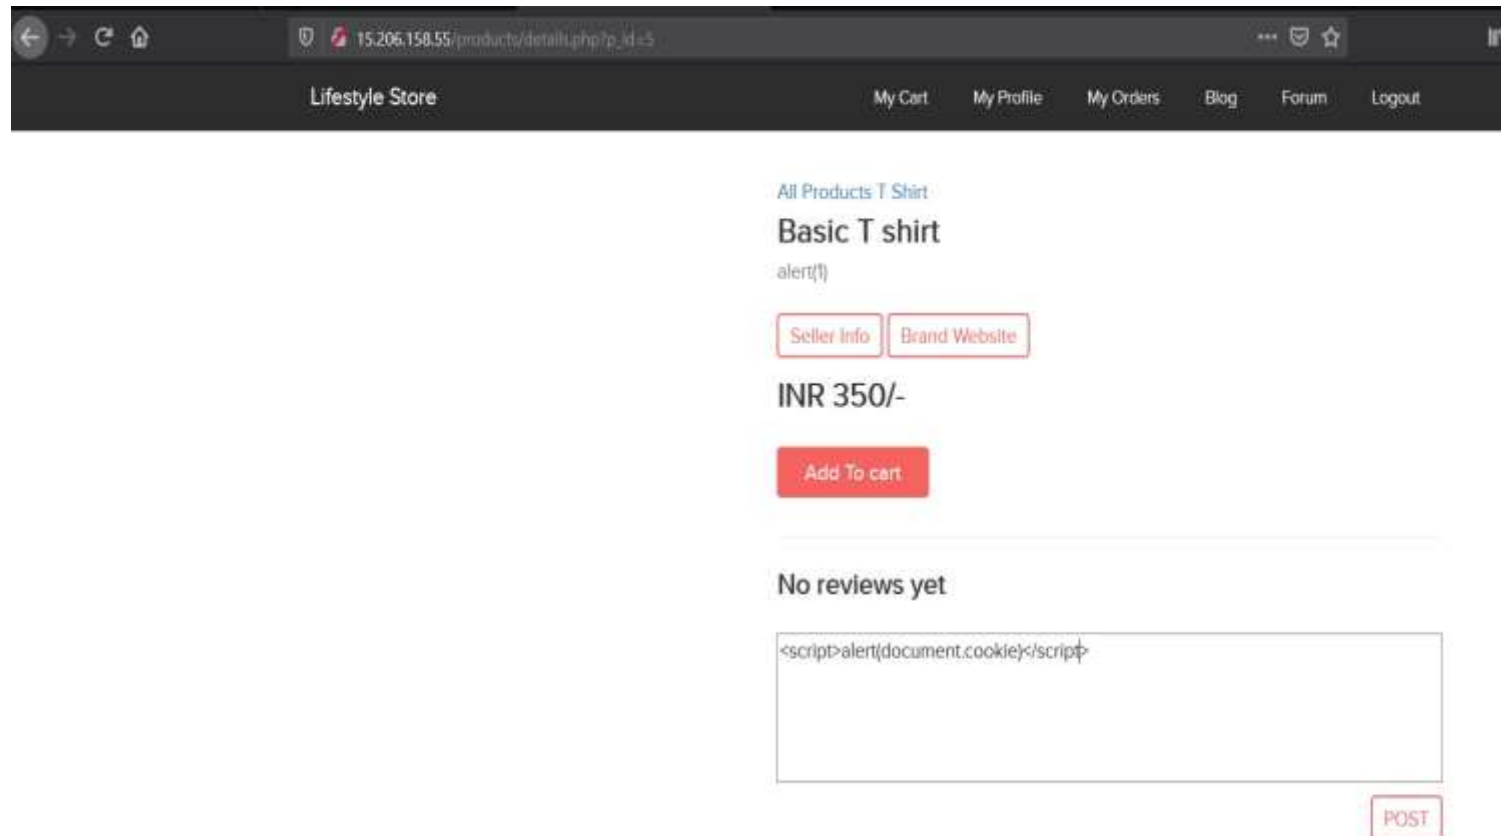 15.206.158.55/products/details.php?p_id=5
Lifestyle Store My Cart My Profile My Orders Blog Forum Logout
All Products T Shirt
Basic T shirt
alert(1)
Seller Info Brand Website
INR 350/-
Add To cart
No reviews yet
<script>alert(document.cookie)</script>
POST